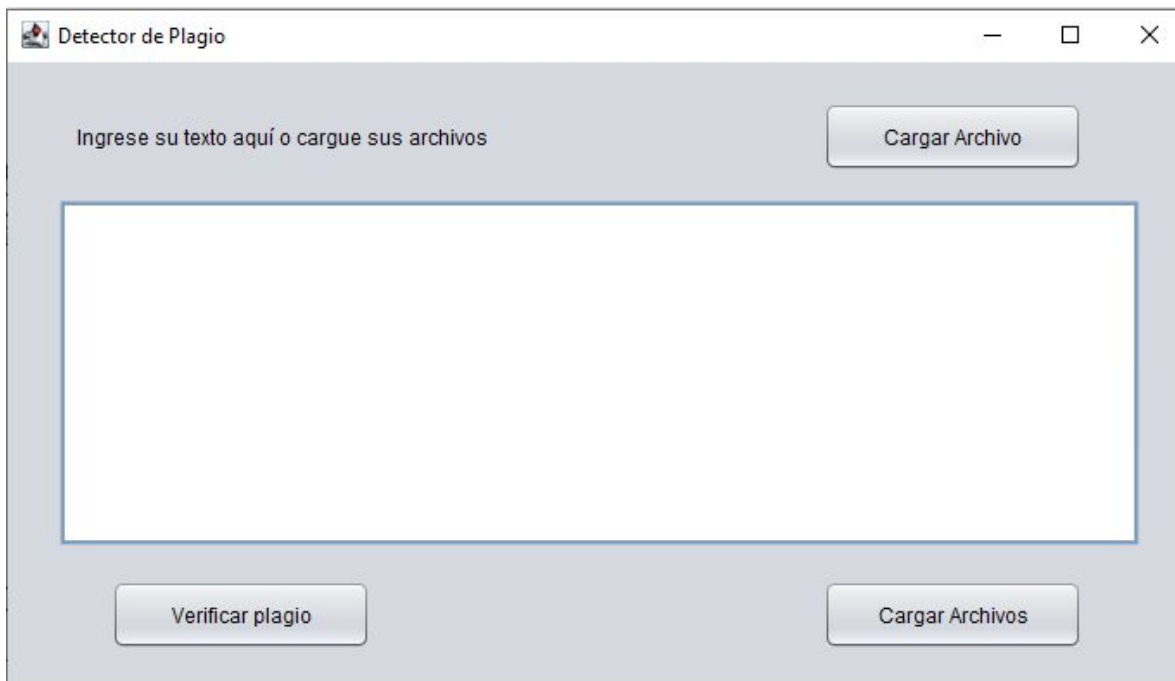 Detector de Plagio
Ingrese su texto aquí o cargue sus archivos
Cargar Archivo
Verificar plagio
Cargar Archivos